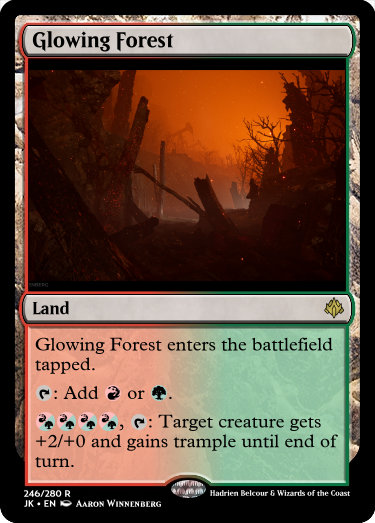 Glowing Forest
Land
Glowing Forest enters the battlefield
tapped.
: Add or .
, : Target creature gets
+2/+0 and gains trample until end of
turn.
246/280 R
JK • EN AARON WINNENBERG
Hadrien Belcour & Wizards of the Coast